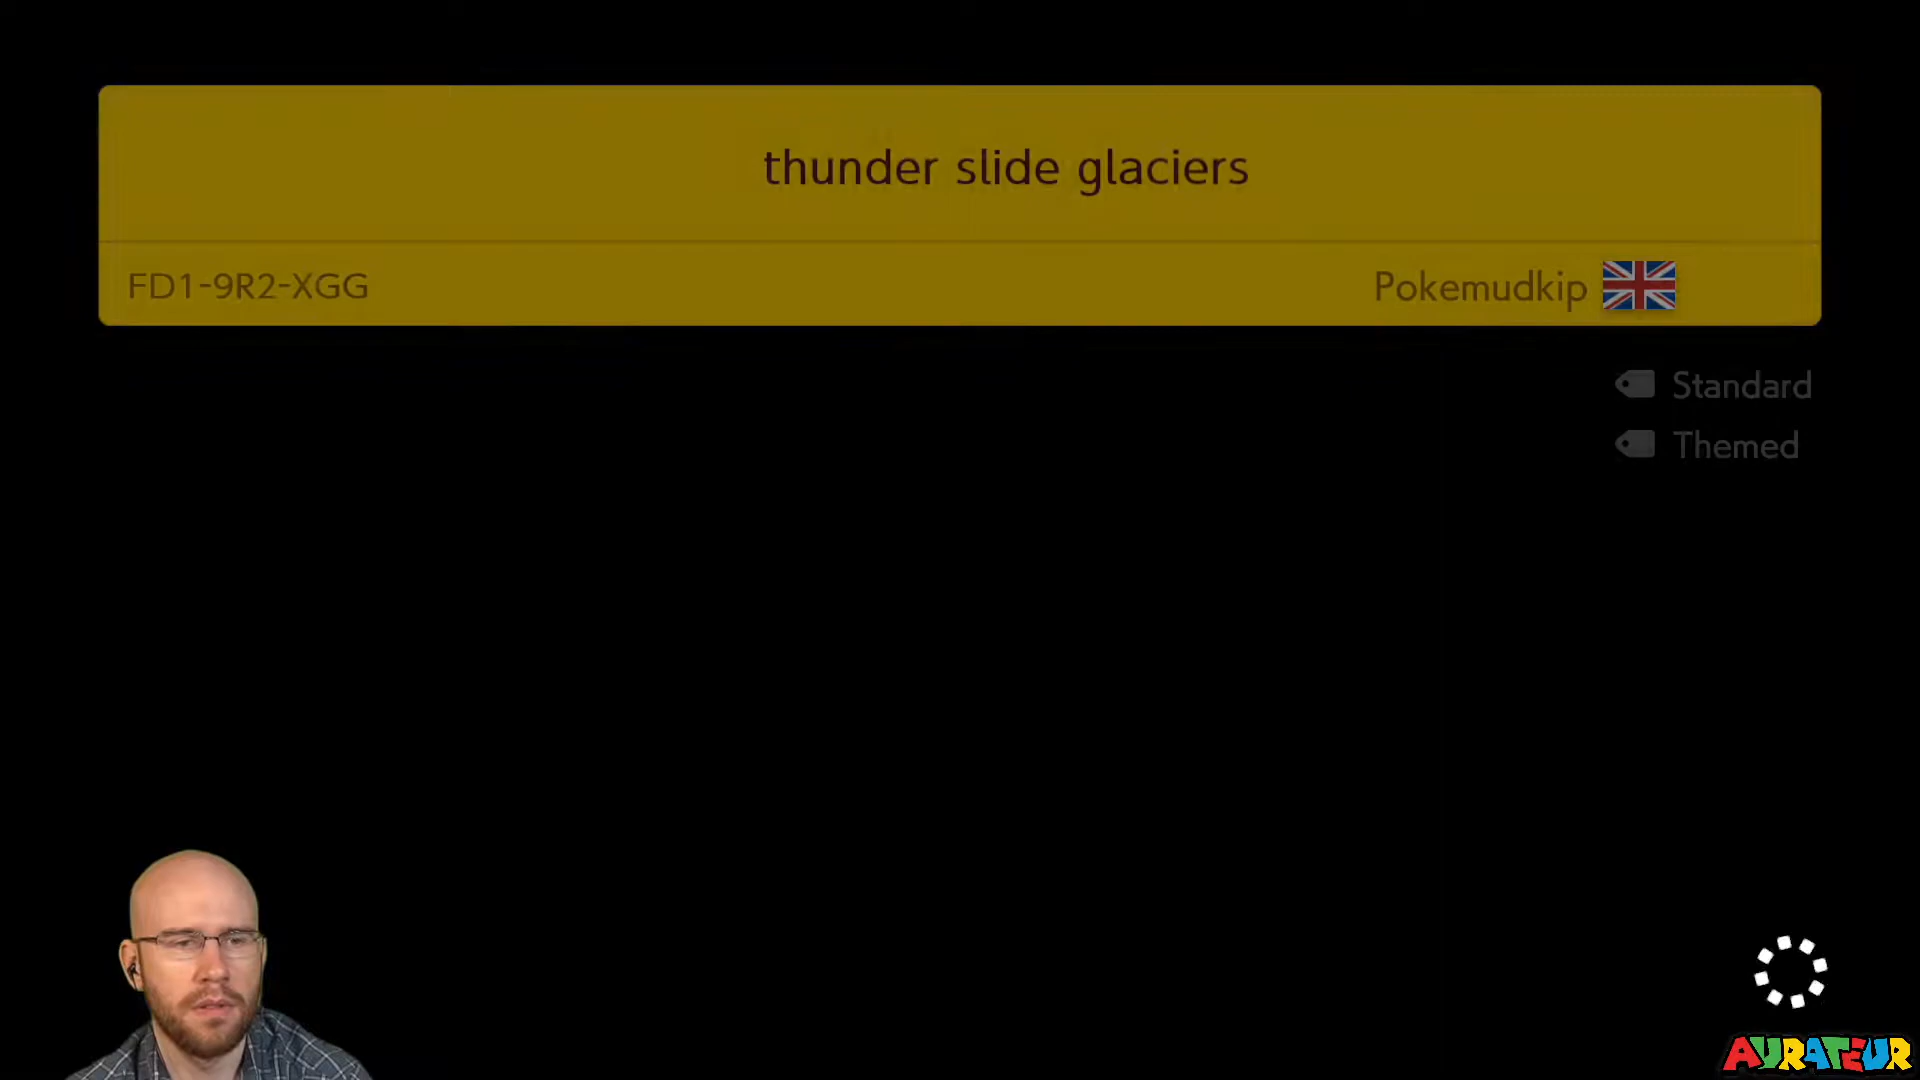 thunder slide glaciers
FD1-9R2-XGG
Pokemudkip
Standard
Themed
AURATEUR